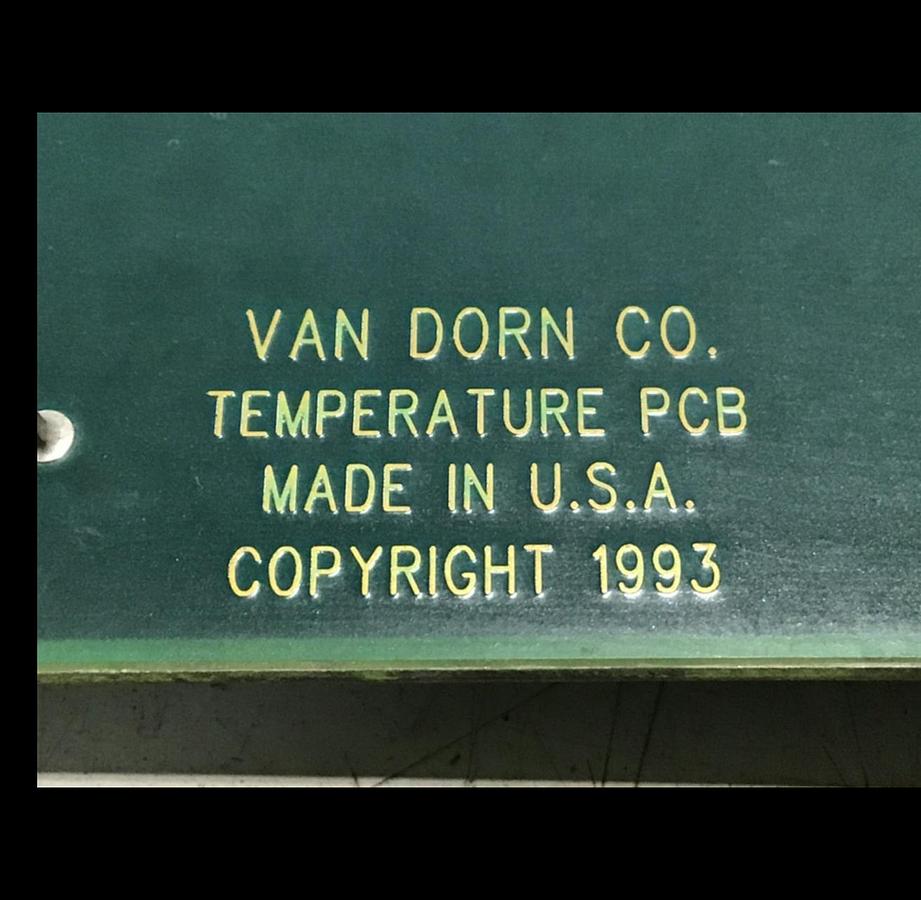 VAN DORN CO.
TEMPERATURE PCB
MADE IN U.S.A.
COPYRIGHT 1993